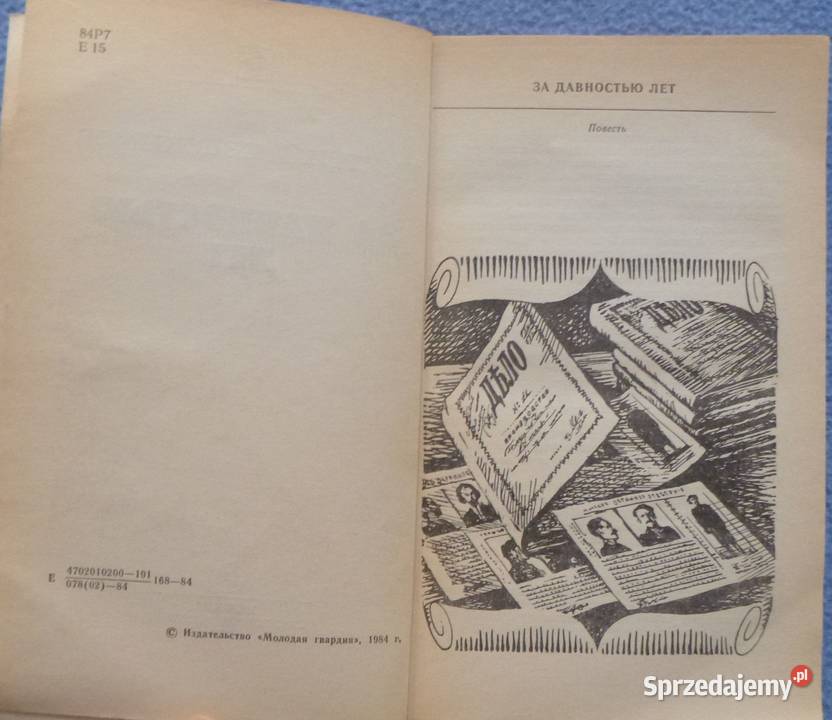 84Р7
Е 15
Е 4702010200—191 168—84
078(02)—84
© Издательство «Молодая гвардия», 1984 г.
ЗА ДАВНОСТЬЮ ЛЕТ
Повесть
ДѢЛО
ДѢЛО
№
Sprzedajemy.pl